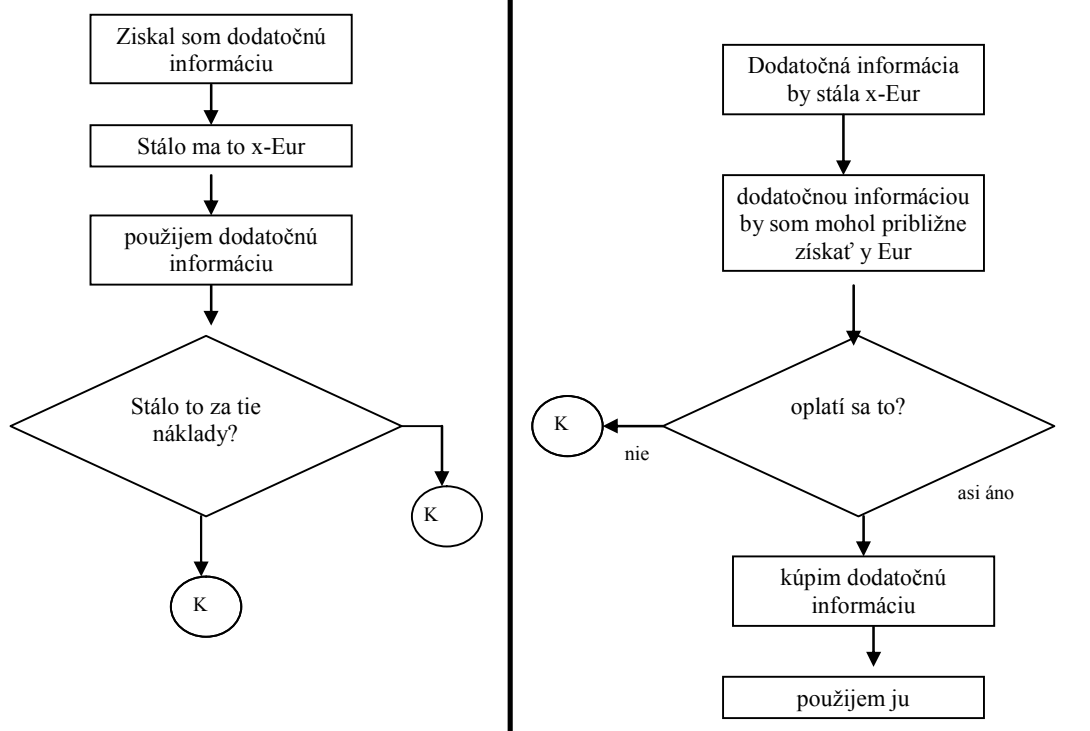 Ziskal som dodatočnú
informáciu
Stálo ma to x-Eur
použijem dodatočnú
informáciu
Stálo to za tie
náklady?
K
K
Dodatočná informácia
by stála x-Eur
dodatočnou informáciou
by som mohol približne
získať y Eur
oplatí sa to?
K
nie
asi áno
kúpim dodatočnú
informáciu
použijem ju